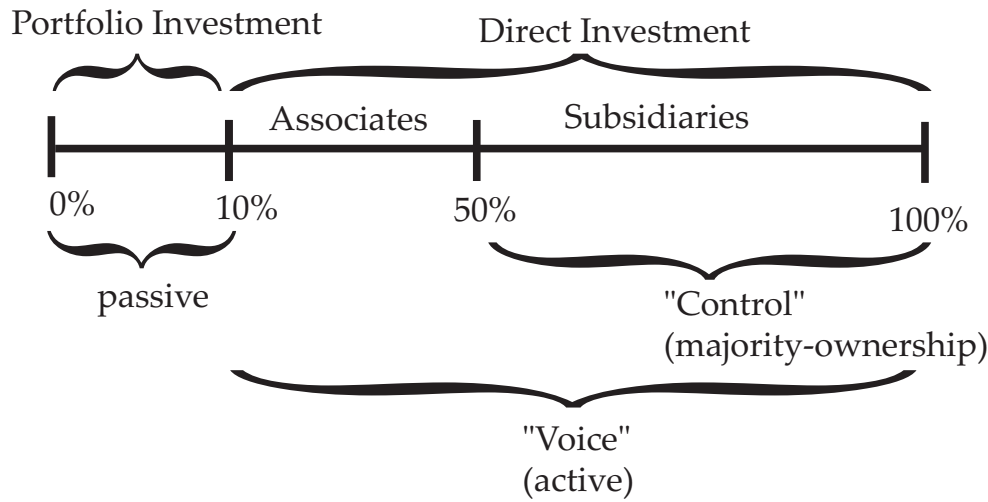 Portfolio Investment
Direct Investment
Associates
Subsidiaries
0%
10%
50%
100%
passive
"Control"
(majority-ownership)
"Voice"
(active)